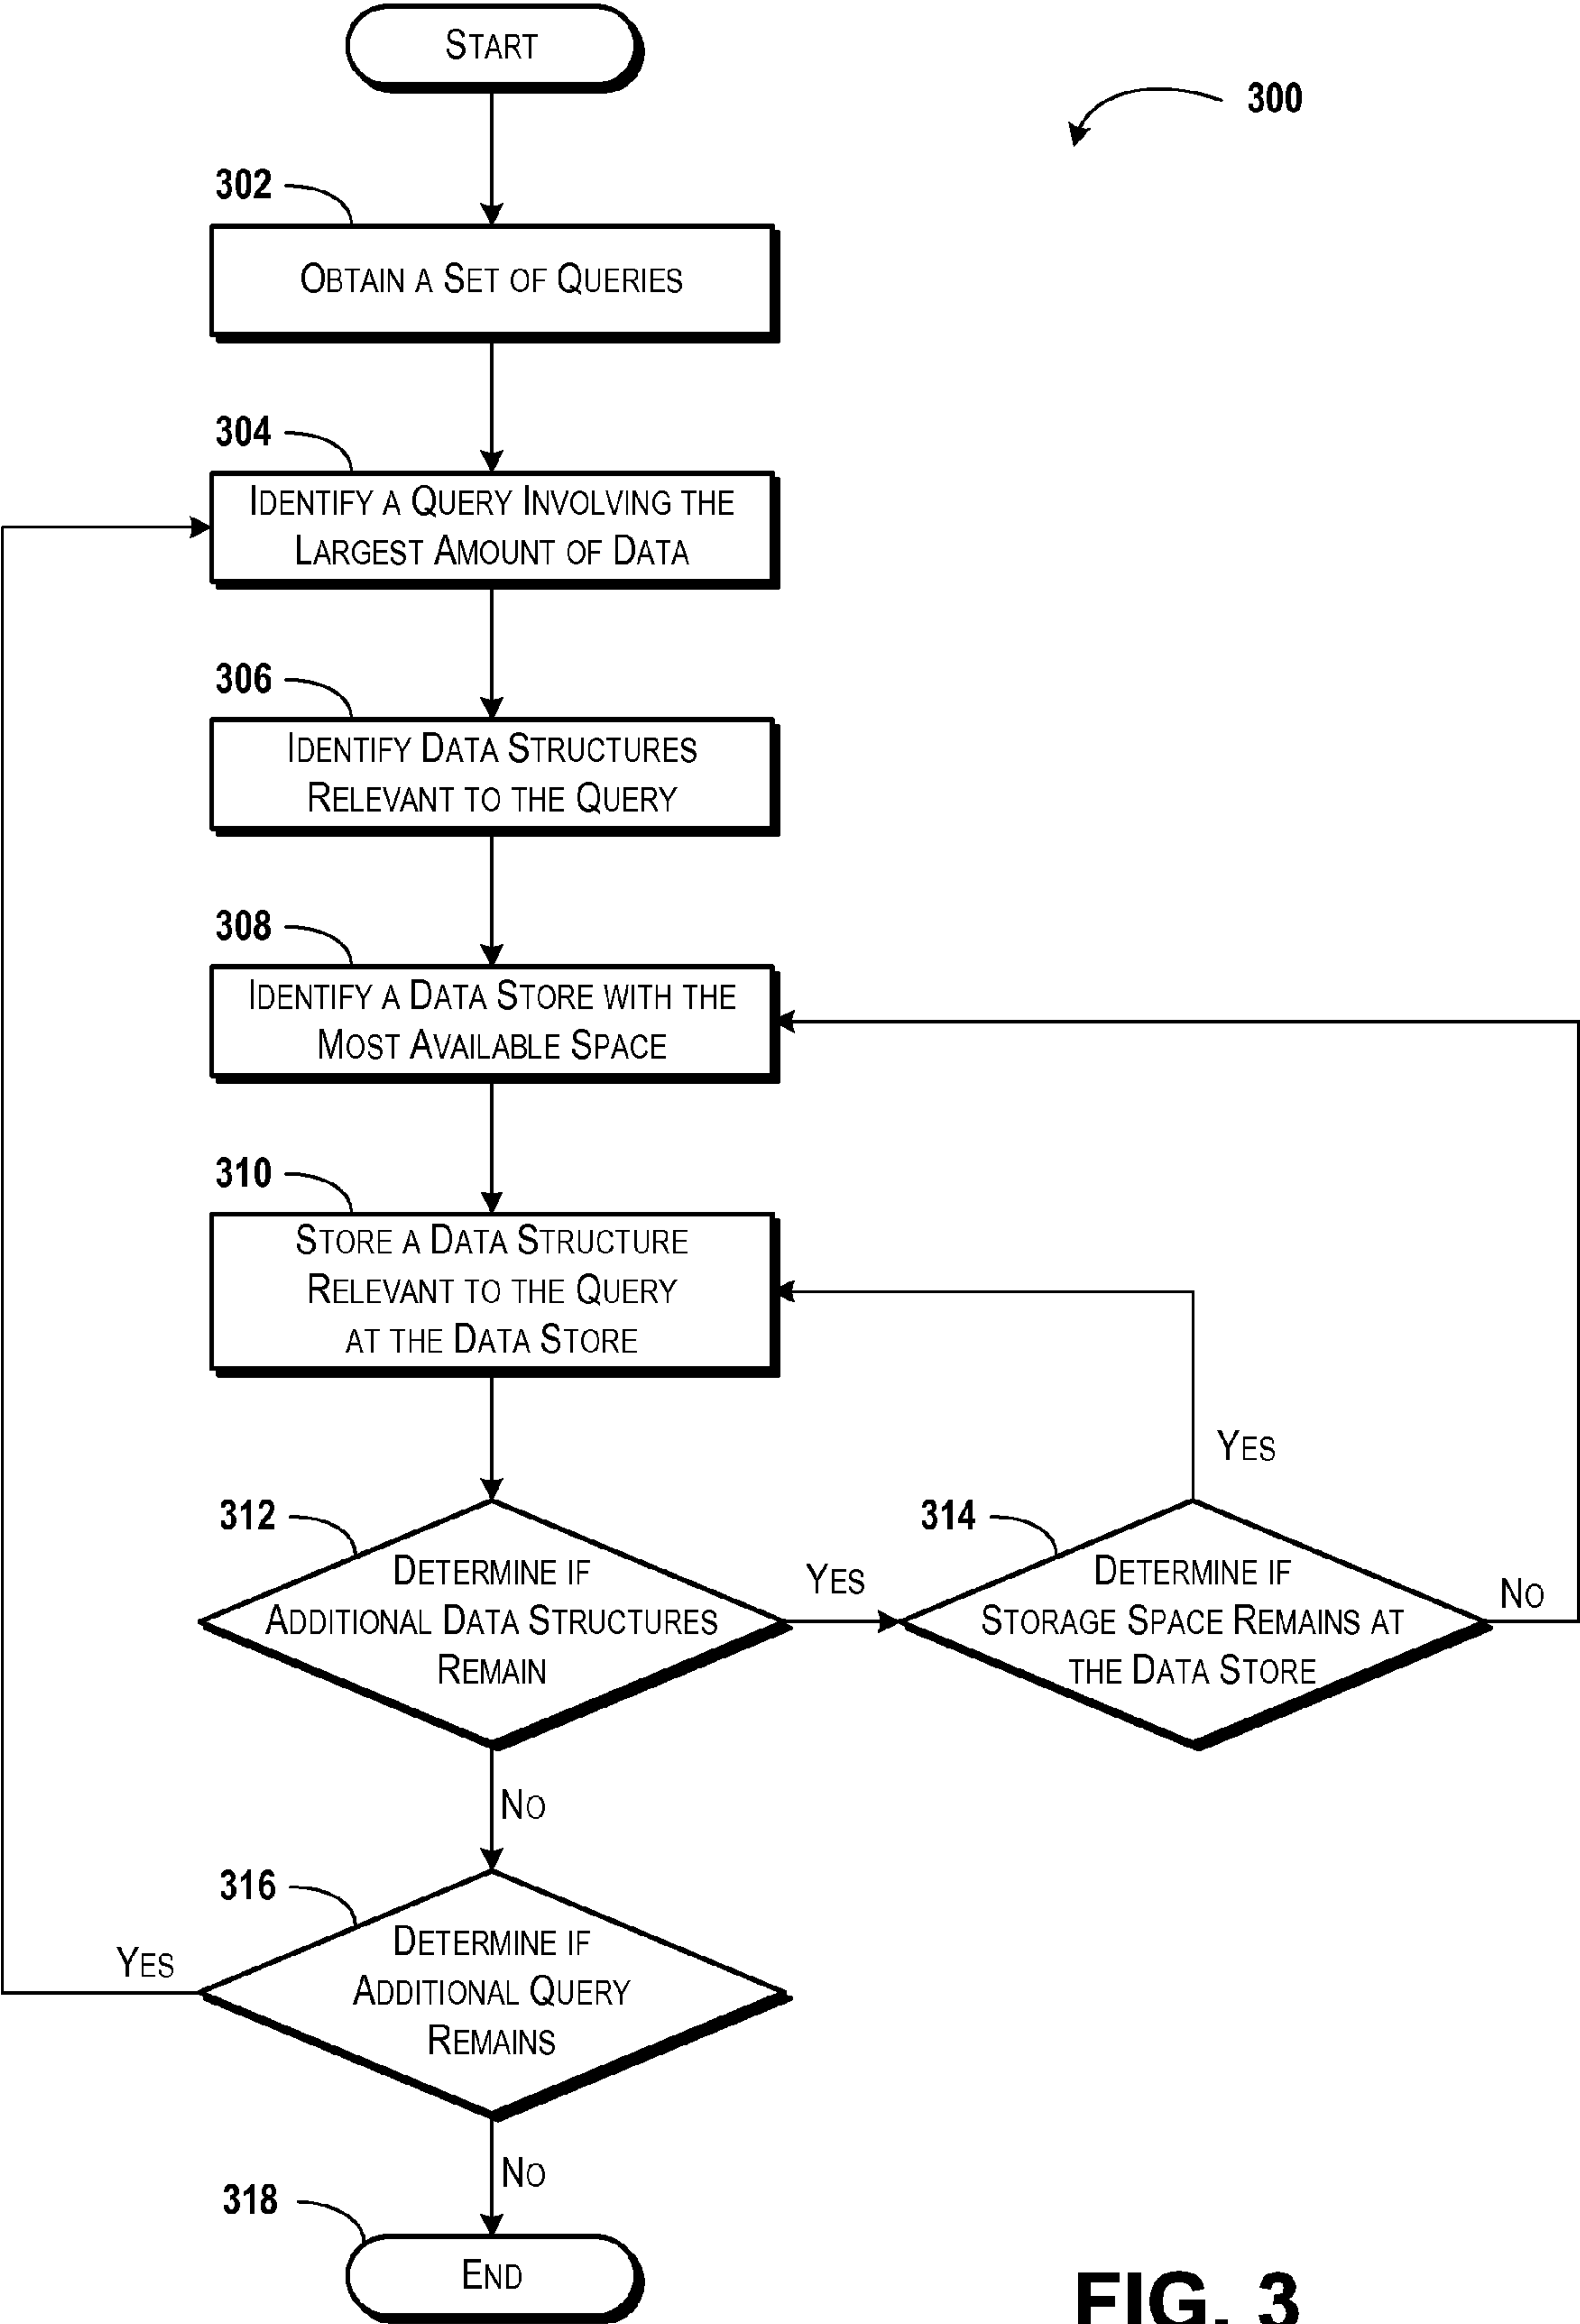 START
300
302
OBTAIN A SET OF QUERIES
304
IDENTIFY A QUERY INVOLVING THE
LARGEST AMOUNT OF DATA
306
IDENTIFY DATA STRUCTURES
RELEVANT TO THE QUERY
308
IDENTIFY A DATA STORE WITH THE
MOST AVAILABLE SPACE
310
STORE A DATA STRUCTURE
RELEVANT TO THE QUERY
AT THE DATA STORE
YES
312
DETERMINE IF
ADDITIONAL DATA STRUCTURES
REMAIN
YES
314
DETERMINE IF
STORAGE SPACE REMAINS AT
THE DATA STORE
NO
NO
316
DETERMINE IF
ADDITIONAL QUERY
REMAINS
YES
NO
318
END
FIG. 3